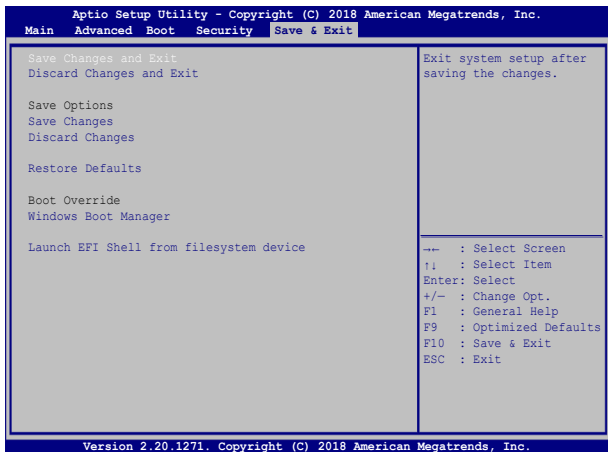 Aptio Setup Utility - Copyright (C) 2018 American Megatrends, Inc.
Main Advanced Boot Security Save & Exit
Save Changes and Exit
Discard Changes and Exit
Save Options
Save Changes
Discard Changes
Restore Defaults
Boot Override
Windows Boot Manager
Launch EFI Shell from filesystem device
Exit system setup after
saving the changes.
→← : Select Screen
↑↓ : Select Item
Enter: Select
+/− : Change Opt.
F1 : General Help
F9 : Optimized Defaults
F10 : Save & Exit
ESC : Exit
Version 2.20.1271. Copyright (C) 2018 American Megatrends, Inc.